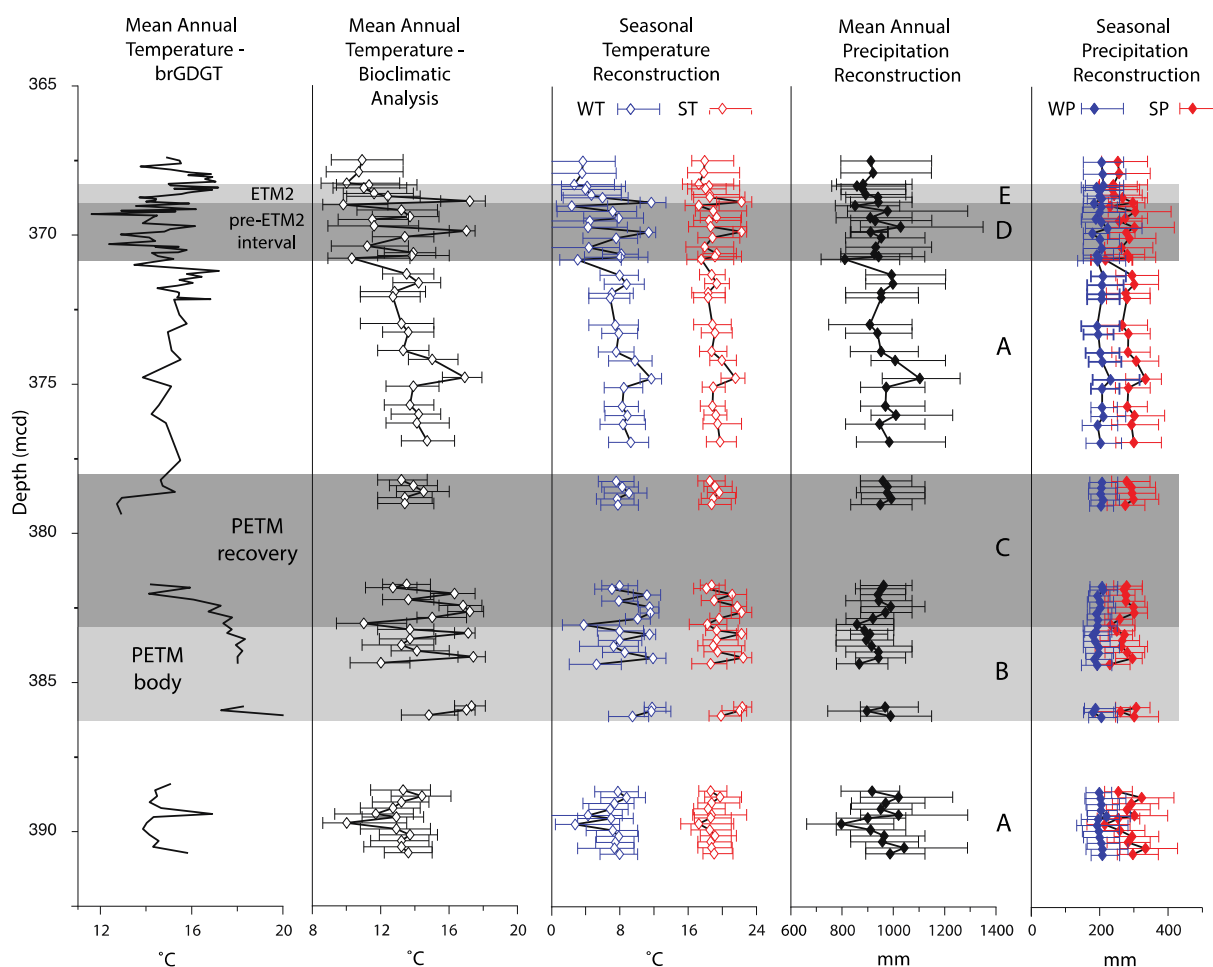 Mean Annual
Temperature -
brGDGT
Mean Annual
Temperature -
Bioclimatic
Analysis
Seasonal
Temperature
Reconstruction
Mean Annual
Precipitation
Reconstruction
Seasonal
Precipitation
Reconstruction
WT ST
WP SP
365
370
375
380
385
390
Depth (mcd)
ETM2
pre-ETM2
interval
PETM
recovery
PETM
body
E
D
A
C
B
A
12 16 20
8 12 16 20
0 8 16 24
600 800 1000 1200 1400
0 200 400
˚C
˚C
˚C
mm
mm